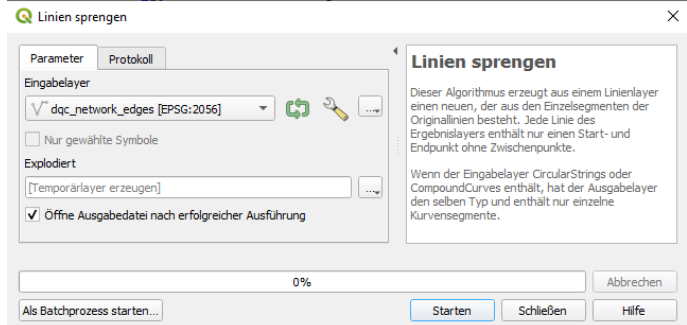 Linien sprengen
Parameter
Protokoll
Eingabelayer
dqc_network_edges [EPSG:2056]
...
Nur gewählte Symbole
Explodiert
[Temporärlayer erzeugen]
...
Öffne Ausgabedatei nach erfolgreicher Ausführung
Linien sprengen
Dieser Algorithmus erzeugt aus einem Linienlayer
einen neuen, der aus den Einzelsegmenten der
Originallinien besteht. Jede Linie des
Ergebnislayers enthält nur einen Start- und
Endpunkt ohne Zwischenpunkte.
Wenn der Eingabelayer CircularStrings oder
CompoundCurves enthält, hat der Ausgabelayer
den selben Typ und enthält nur einzelne
Kurvensegmente.
0%
Abbrechen
Als Batchprozess starten...
Starten
Schließen
Hilfe